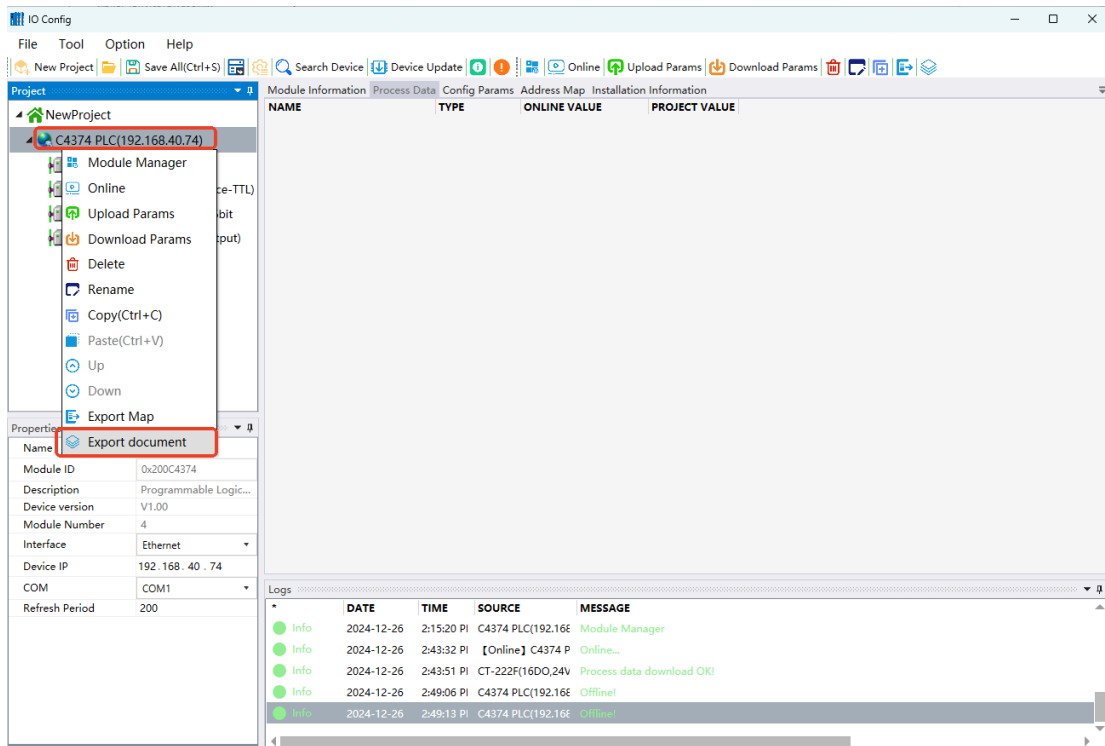 IO Config
File Tool Option Help
New Project Save All(Ctrl+S) Search Device Device Update Online Upload Params Download Params
Project
Module Information Process Data Config Params Address Map Installation Information
NAME TYPE ONLINE VALUE PROJECT VALUE
NewProject
C4374 PLC(192.168.40.74)
Module Manager
Online
ce-TTL)
Upload Params
bit
Download Params
tput)
Delete
Rename
Copy(Ctrl+C)
Paste(Ctrl+V)
Up
Down
Export Map
Export document
Name
Module ID 0x200C4374
Description Programmable Logic...
Device version V1.00
Module Number 4
Interface Ethernet
Device IP 192 . 168 . 40 . 74
COM COM1
Refresh Period 200
Logs
* DATE TIME SOURCE MESSAGE
Info 2024-12-26 2:15:20 P C4374 PLC(192.168 Module Manager
Info 2024-12-26 2:43:32 P 【Online】C4374 P Online...
Info 2024-12-26 2:43:51 P CT-222F(16DO,24V Process data download OK!
Info 2024-12-26 2:49:06 P C4374 PLC(192.168 Offline!
Info 2024-12-26 2:49:13 P C4374 PLC(192.168 Offline!